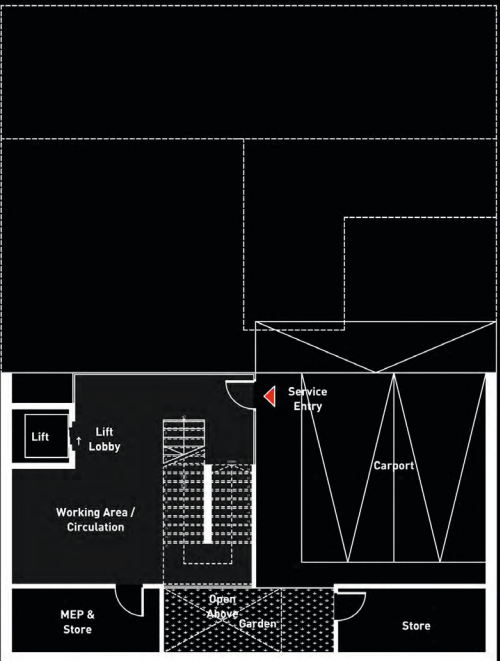 Service
Entry
Lift
↑
Lift
Lobby
Carport
Working Area /
Circulation
MEP &
Store
Open
Above
Garden
Store